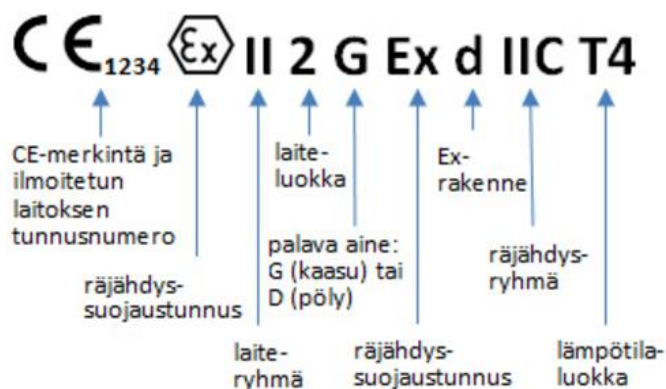 CE 1234 Ex II 2 G Ex d IIC T4
CE-merkintä ja
ilmoitetun
laitoksen
tunnusnumero
räjähdys-
suojaustunnus
laite-
luokka
palava aine:
G (kaasu) tai
D (pöly)
laite-
ryhmä
Ex-
rakenne
räjähdys-
suojaustunnus
räjähdys-
ryhmä
lämpötila-
luokka